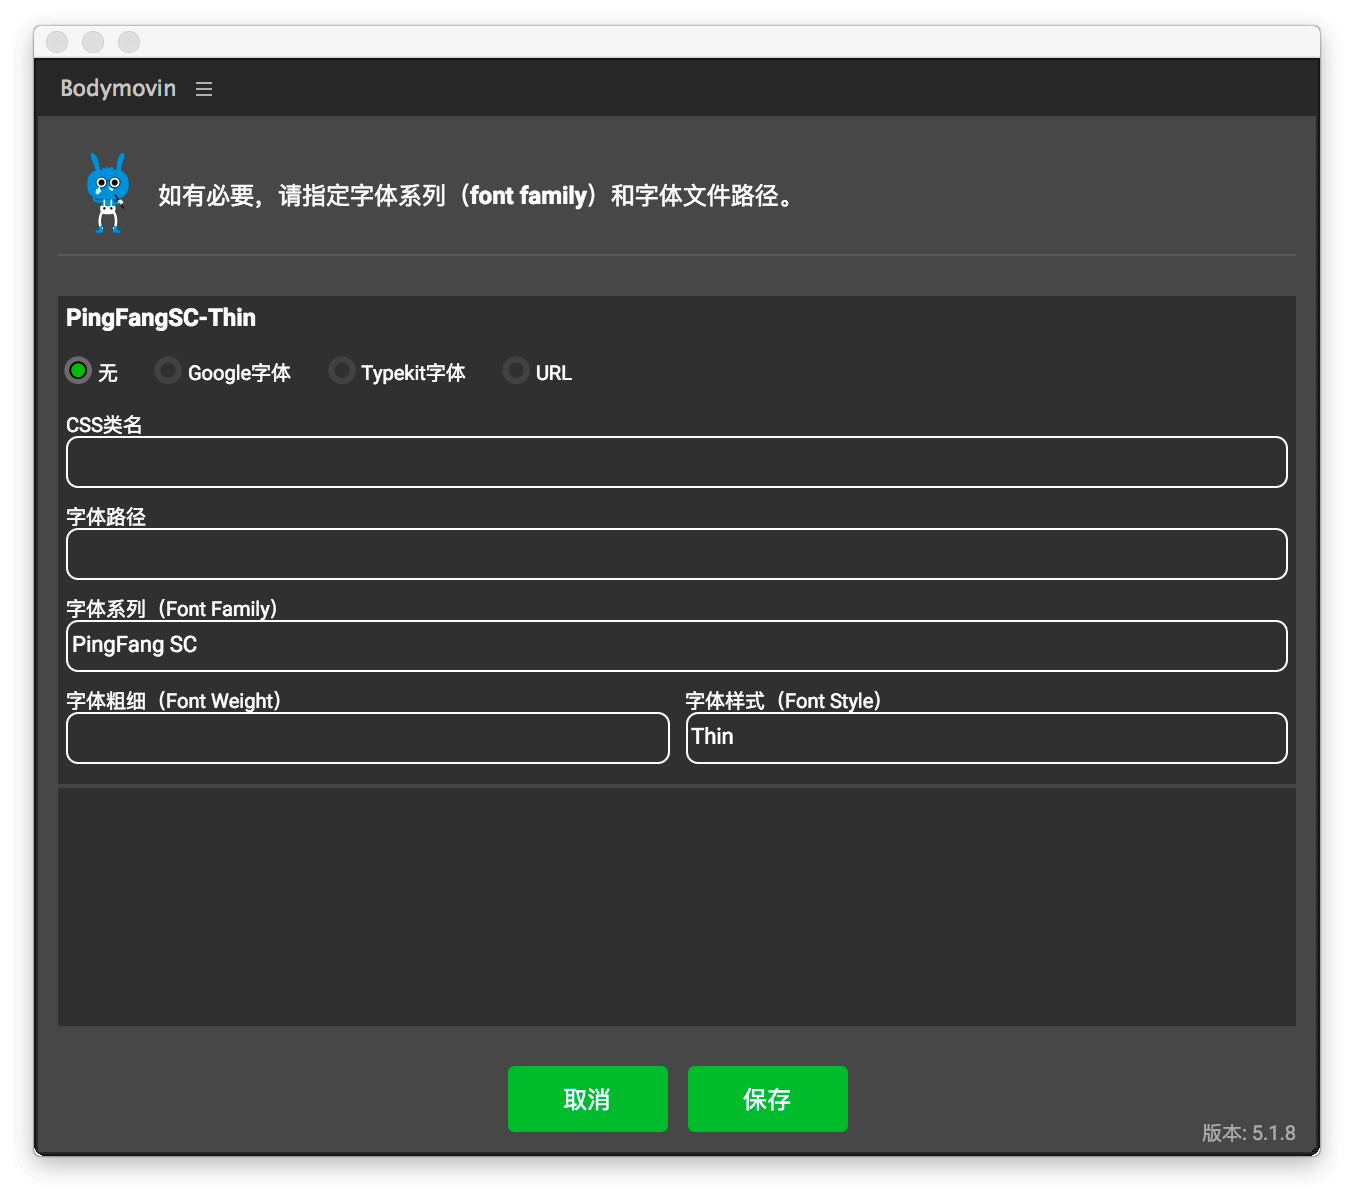 Bodymovin
如有必要，请指定字体系列（font family）和字体文件路径。
PingFangSC-Thin
无 Google字体 Typekit字体 URL
CSS类名
字体路径
字体系列（Font Family）
PingFang SC
字体粗细（Font Weight） 字体样式（Font Style）
Thin
取消 保存
版本: 5.1.8